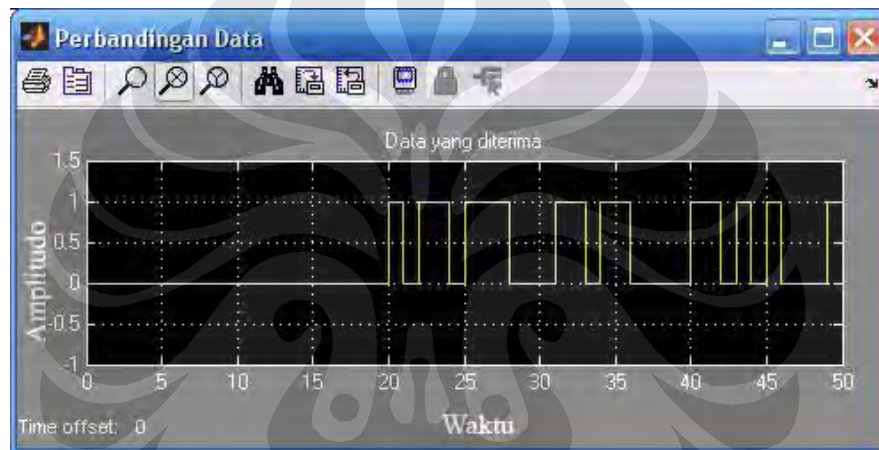 Perbandingan Data
Data yang diterima
1.5
1
0.5
0
-0.5
-1
Amplitudo
0 5 10 15 20 25 30 35 40 45 50
Time offset: 0
Waktu